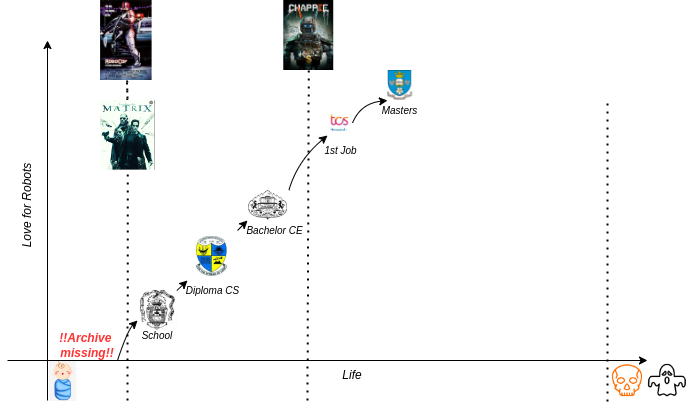 CHAPPIE
ROBOCOP
MATRIX
tcs
Masters
1st Job
Bachelor CE
Love for Robots
Diploma CS
School
!!Archive
missing!!
Life